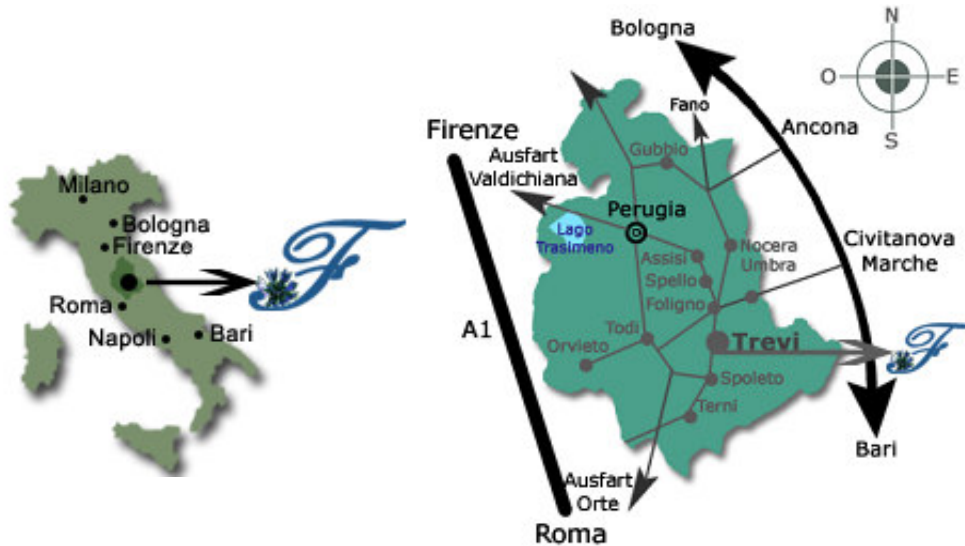 Milano
Bologna
Firenze
Roma
Napoli
Bari
F
Bologna
N
O
E
S
Fano
Ancona
Firenze
Ausfart
Valdichiana
Gubbio
Perugia
Lago
Trasimeno
Assisi
Nocera
Umbra
Civitanova
Marche
Spello
Foligno
A1
Todi
Trevi
Orvieto
F
Spoleto
Terni
Bari
Ausfart
Orte
Roma